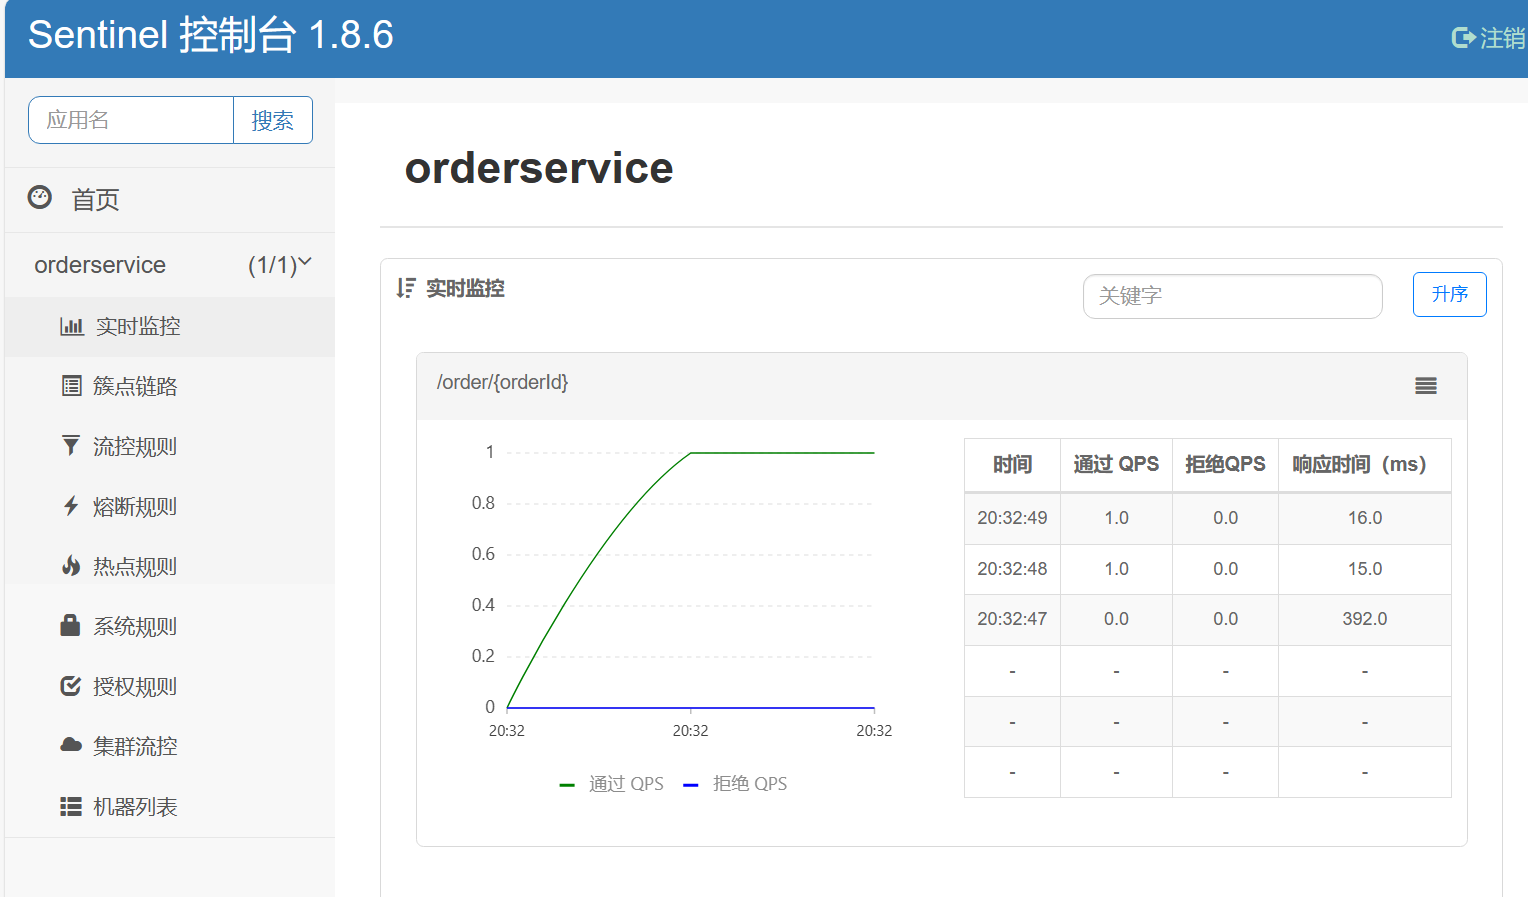 Sentinel 控制台 1.8.6
注销
应用名 搜索
首页
orderservice (1/1)
实时监控
簇点链路
流控规则
熔断规则
热点规则
系统规则
授权规则
集群流控
机器列表
orderservice
实时监控 关键字 升序
/order/{orderId}
1
0.8
0.6
0.4
0.2
0
20:32 20:32 20:32
通过 QPS 拒绝 QPS
时间 通过 QPS 拒绝QPS 响应时间（ms）
20:32:49 1.0 0.0 16.0
20:32:48 1.0 0.0 15.0
20:32:47 0.0 0.0 392.0
- - - -
- - - -
- - - -